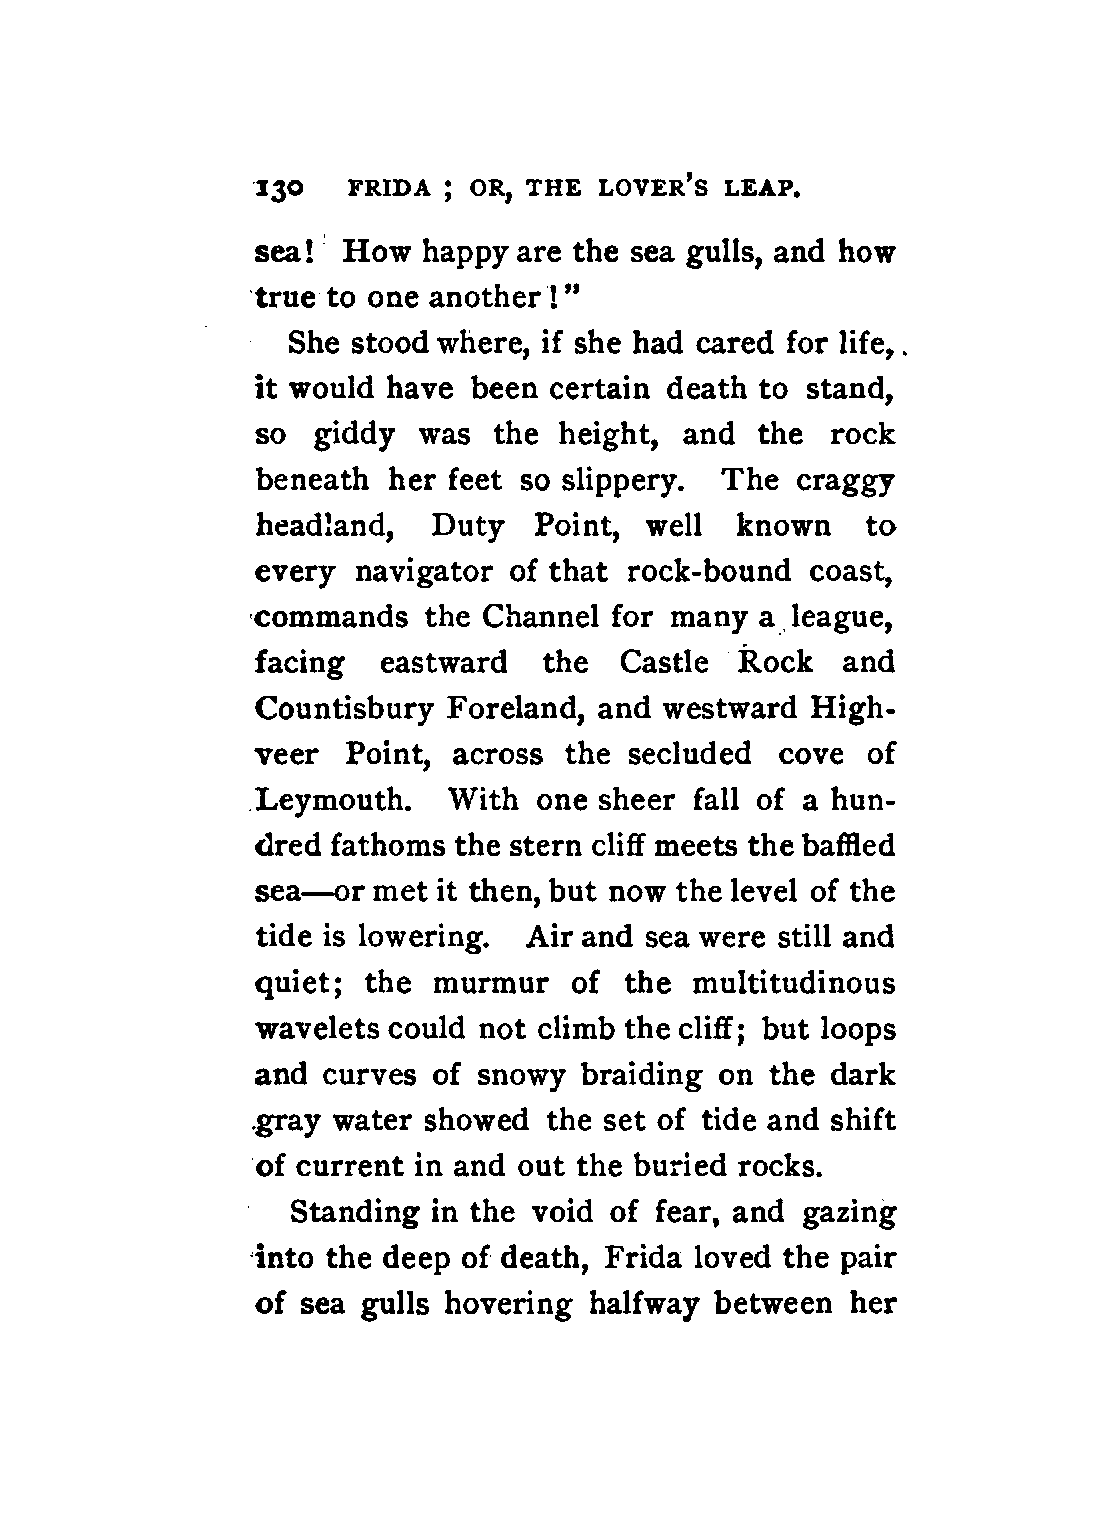 130 FRIDA ; OR, THE LOVER'S LEAP.
sea! How happy are the sea gulls, and how
true to one another!"
She stood where, if she had cared for life,
it would have been certain death to stand,
so giddy was the height, and the rock
beneath her feet so slippery. The craggy
headland, Duty Point, well known to
every navigator of that rock-bound coast,
commands the Channel for many a league,
facing eastward the Castle Rock and
Countisbury Foreland, and westward High-
veer Point, across the secluded cove of
Leymouth. With one sheer fall of a hun-
dred fathoms the stern cliff meets the baffled
sea—or met it then, but now the level of the
tide is lowering. Air and sea were still and
quiet; the murmur of the multitudinous
wavelets could not climb the cliff; but loops
and curves of snowy braiding on the dark
gray water showed the set of tide and shift
of current in and out the buried rocks.
Standing in the void of fear, and gazing
into the deep of death, Frida loved the pair
of sea gulls hovering halfway between her